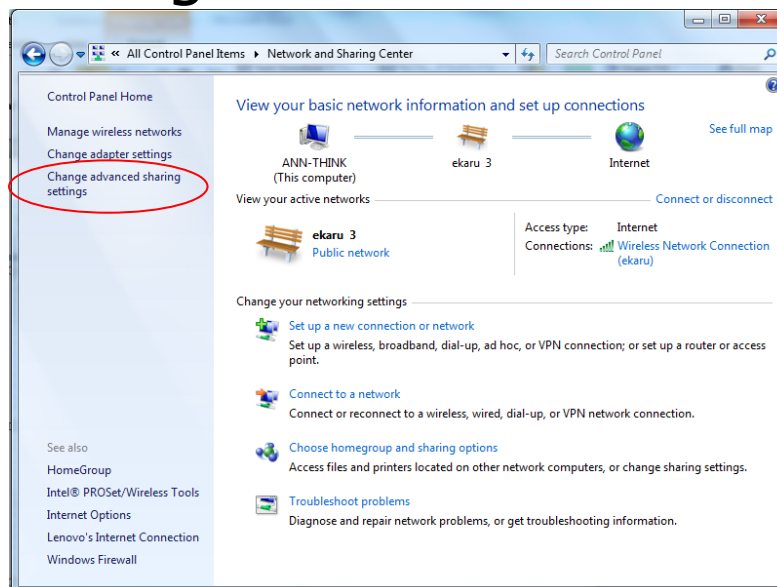 « All Control Panel Items ▸ Network and Sharing Center
Search Control Panel
Control Panel Home
Manage wireless networks
Change adapter settings
Change advanced sharing
settings
View your basic network information and set up connections
See full map
ANN-THINK
(This computer)
ekaru 3
Internet
View your active networks
Connect or disconnect
ekaru 3
Public network
Access type: Internet
Connections: Wireless Network Connection
(ekaru)
Change your networking settings
Set up a new connection or network
Set up a wireless, broadband, dial-up, ad hoc, or VPN connection; or set up a router or access
point.
Connect to a network
Connect or reconnect to a wireless, wired, dial-up, or VPN network connection.
Choose homegroup and sharing options
Access files and printers located on other network computers, or change sharing settings.
Troubleshoot problems
Diagnose and repair network problems, or get troubleshooting information.
See also
HomeGroup
Intel® PROSet/Wireless Tools
Internet Options
Lenovo's Internet Connection
Windows Firewall